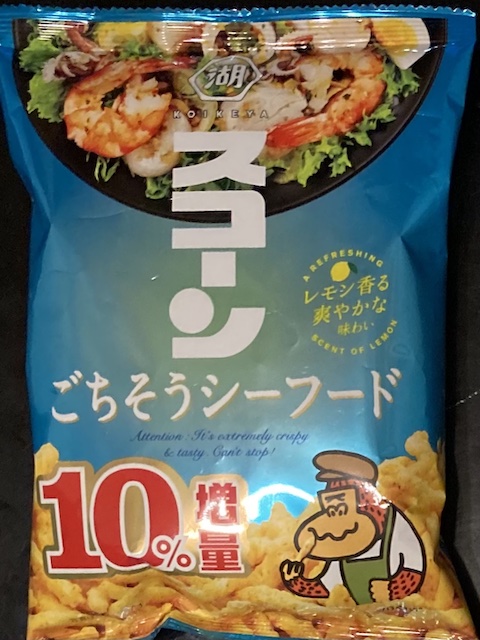 湖
KOIKEYA
スコーン
A REFRESHING
レモン香る
爽やかな
味わい
SCENT OF LEMON
ごちそうシーフード
Attention : It's extremely crispy
& tasty. Can't stop!
10%増量